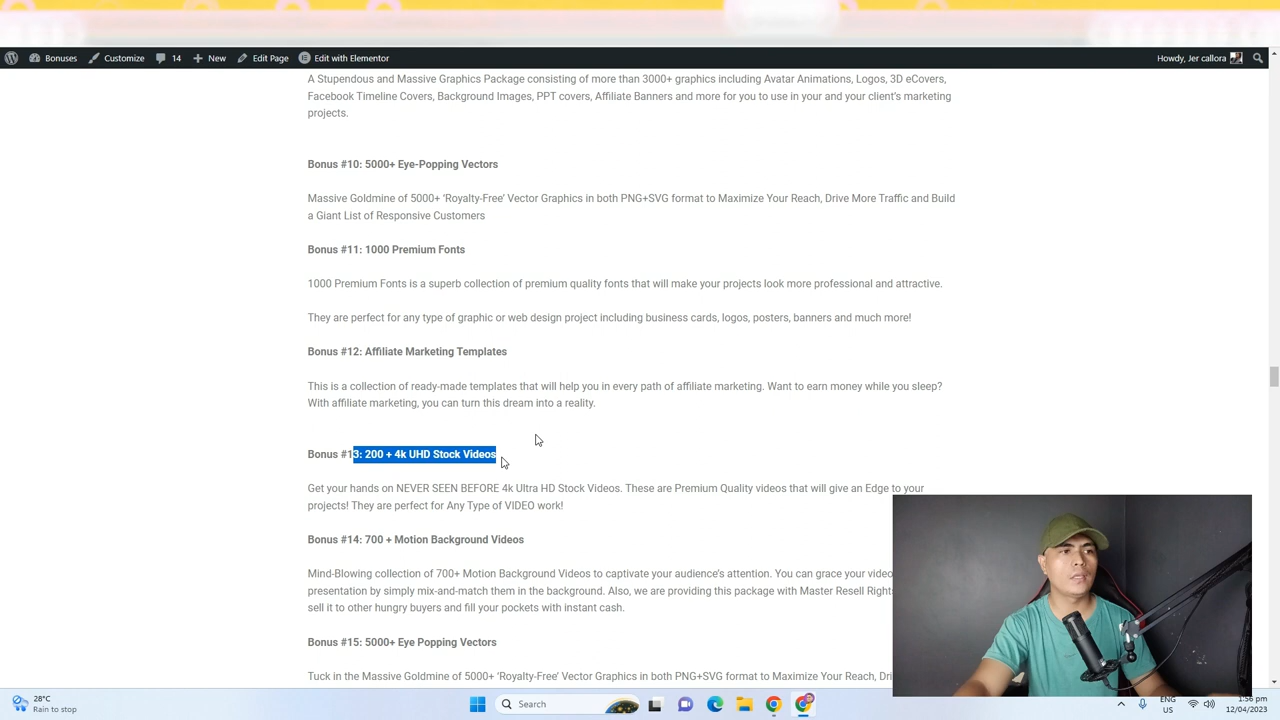 Bonuses
Customize
14
New
Edit Page
Edit with Elementor
Howdy, Jer callora
A Stupendous and Massive Graphics Package consisting of more than 3000+ graphics including Avatar Animations, Logos, 3D eCovers,
Facebook Timeline Covers, Background Images, PPT covers, Affiliate Banners and more for you to use in your and your client's marketing
projects.
Bonus #10: 5000+ Eye-Popping Vectors
Massive Goldmine of 5000+ ‘Royalty-Free’ Vector Graphics in both PNG+SVG format to Maximize Your Reach, Drive More Traffic and Build
a Giant List of Responsive Customers
Bonus #11: 1000 Premium Fonts
1000 Premium Fonts is a superb collection of premium quality fonts that will make your projects look more professional and attractive.
They are perfect for any type of graphic or web design project including business cards, logos, posters, banners and much more!
Bonus #12: Affiliate Marketing Templates
This is a collection of ready-made templates that will help you in every path of affiliate marketing. Want to earn money while you sleep?
With affiliate marketing, you can turn this dream into a reality.
Bonus #13: 200 + 4k UHD Stock Videos
Get your hands on NEVER SEEN BEFORE 4k Ultra HD Stock Videos. These are Premium Quality videos that will give an Edge to your
projects! They are perfect for Any Type of VIDEO work!
Bonus #14: 700 + Motion Background Videos
Mind-Blowing collection of 700+ Motion Background Videos to captivate your audience's attention. You can grace your video
presentation by simply mix-and-match them in the background. Also, we are providing this package with Master Resell Rights
sell it to other hungry buyers and fill your pockets with instant cash.
Bonus #15: 5000+ Eye Popping Vectors
Tuck in the Massive Goldmine of 5000+ ‘Royalty-Free’ Vector Graphics in both PNG+SVG format to Maximize Your Reach,
28°C
Rain to stop
Search
ENG
US
1:56 pm
12/04/2023